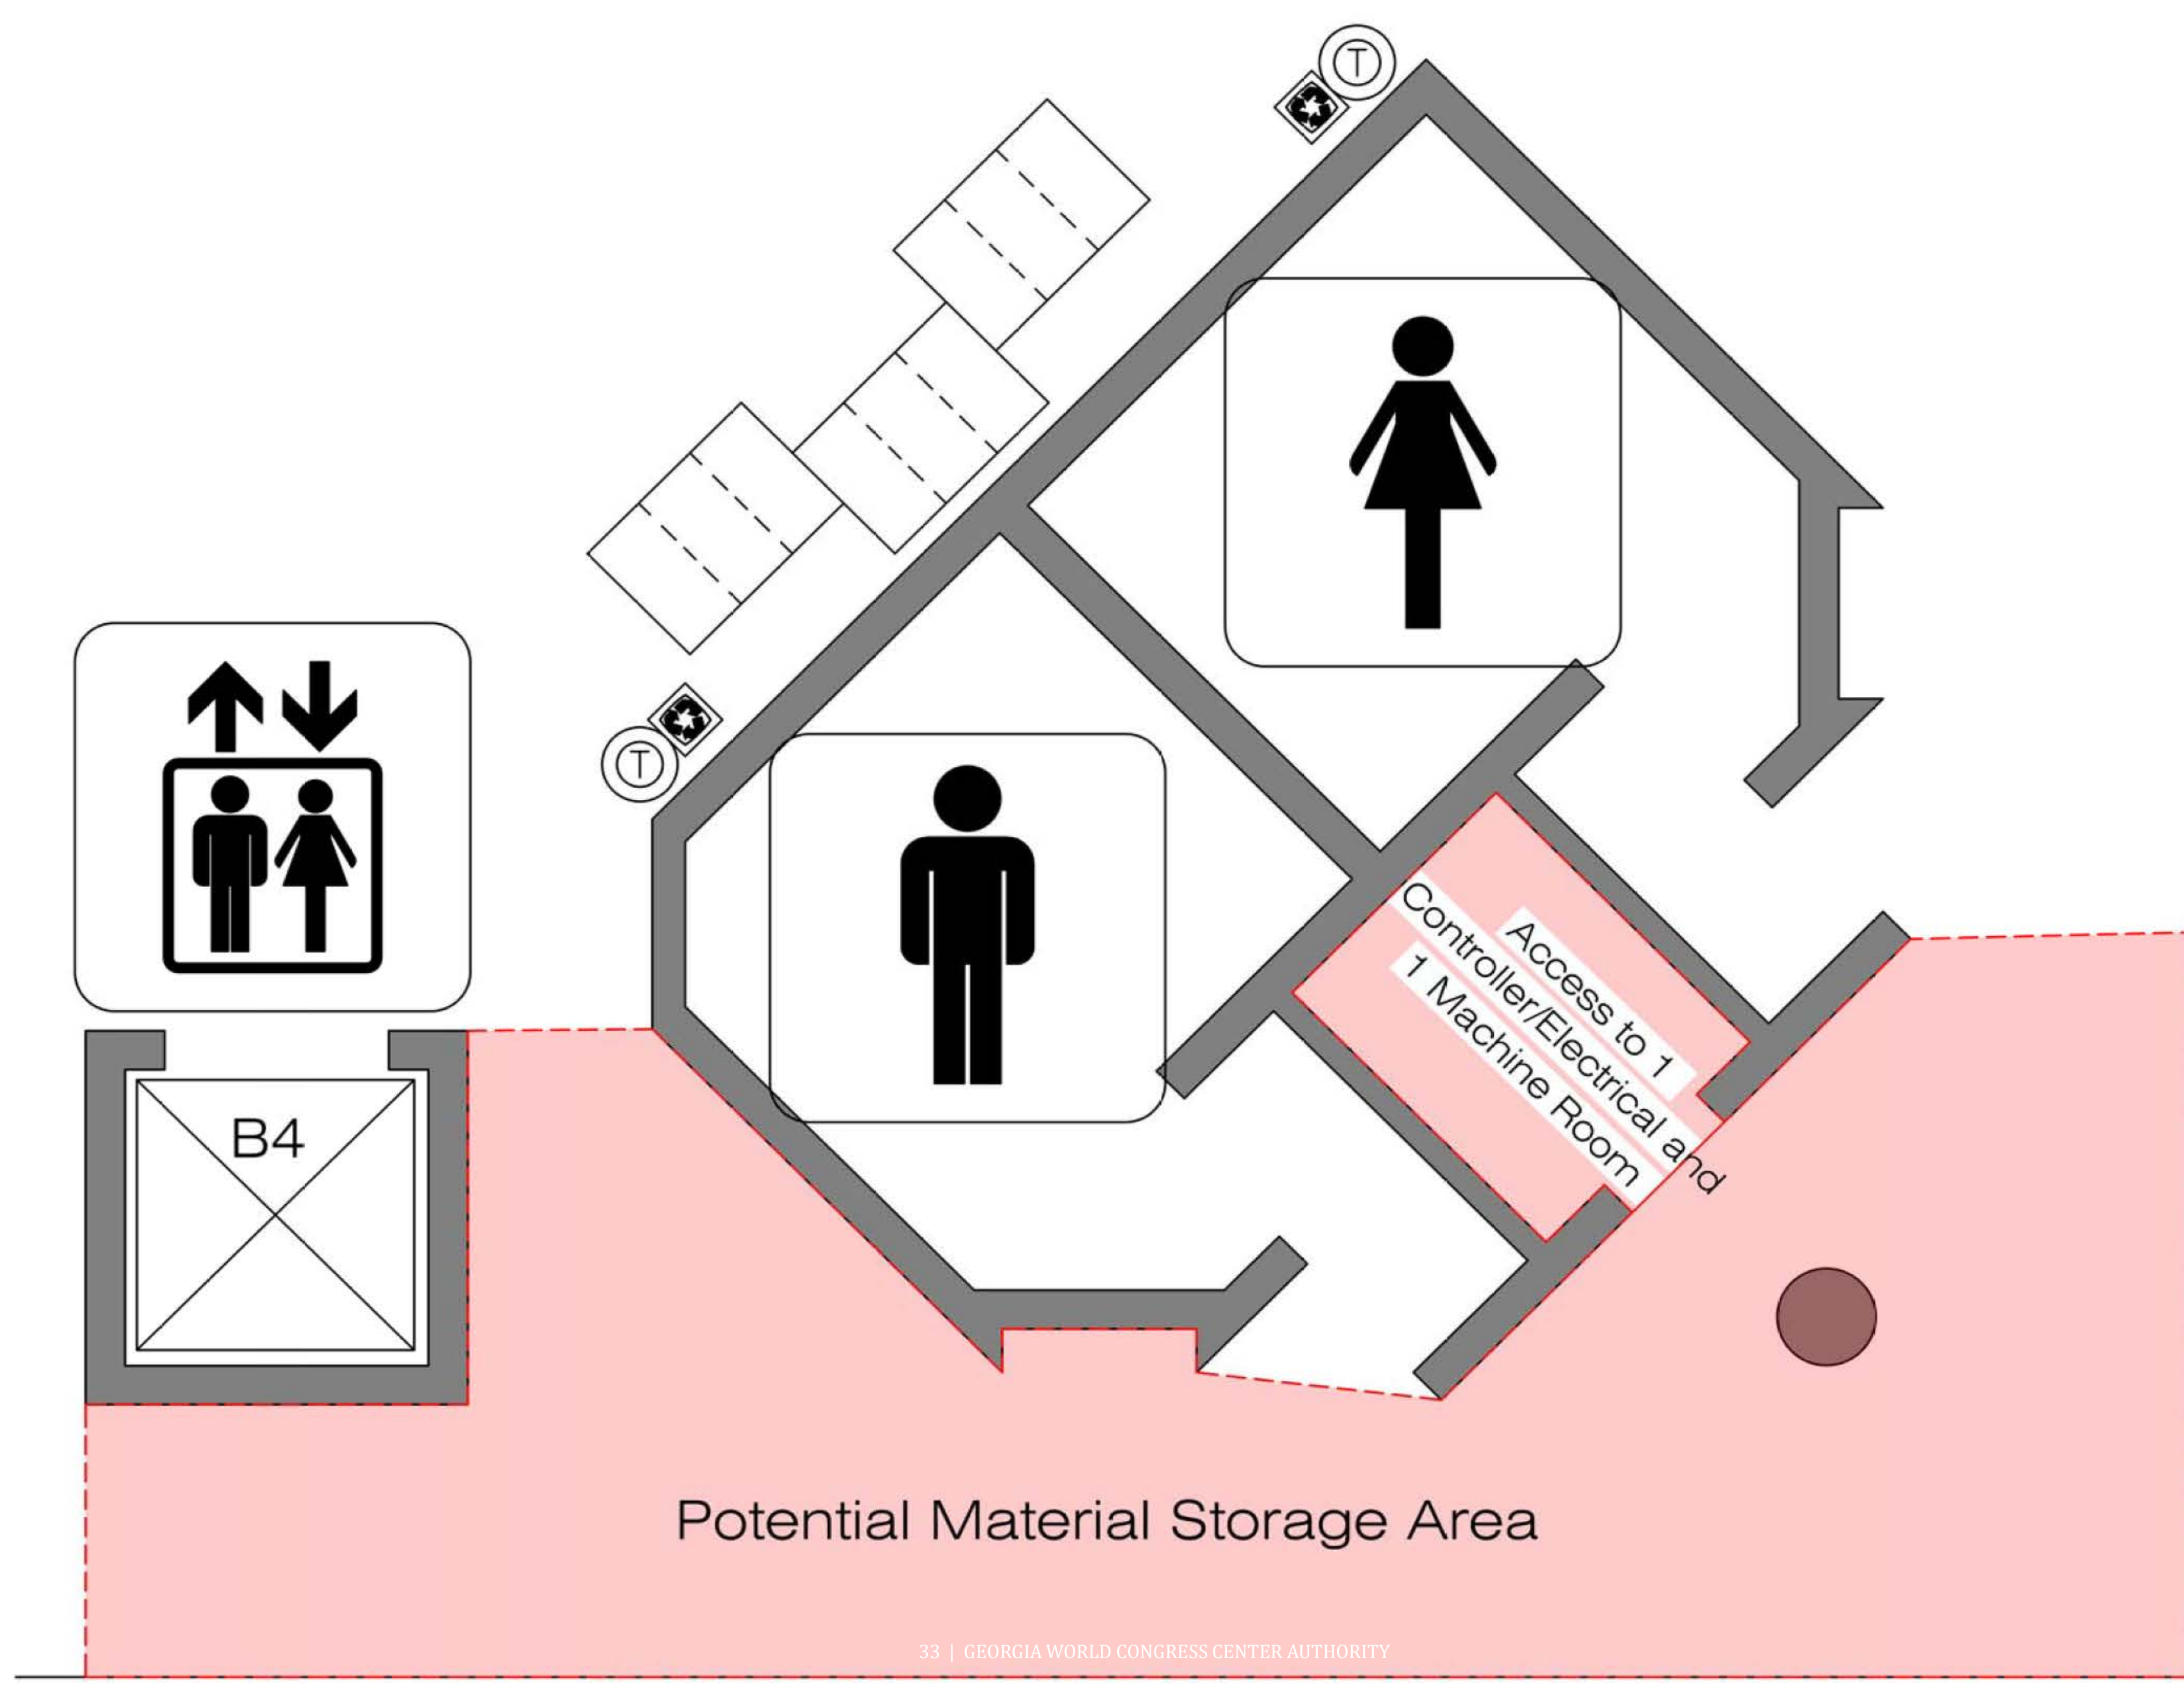 T
T
B4
Access to 1
Controller/Electrical and
1 Machine Room
Potential Material Storage Area
33 | GEORGIA WORLD CONGRESS CENTER AUTHORITY